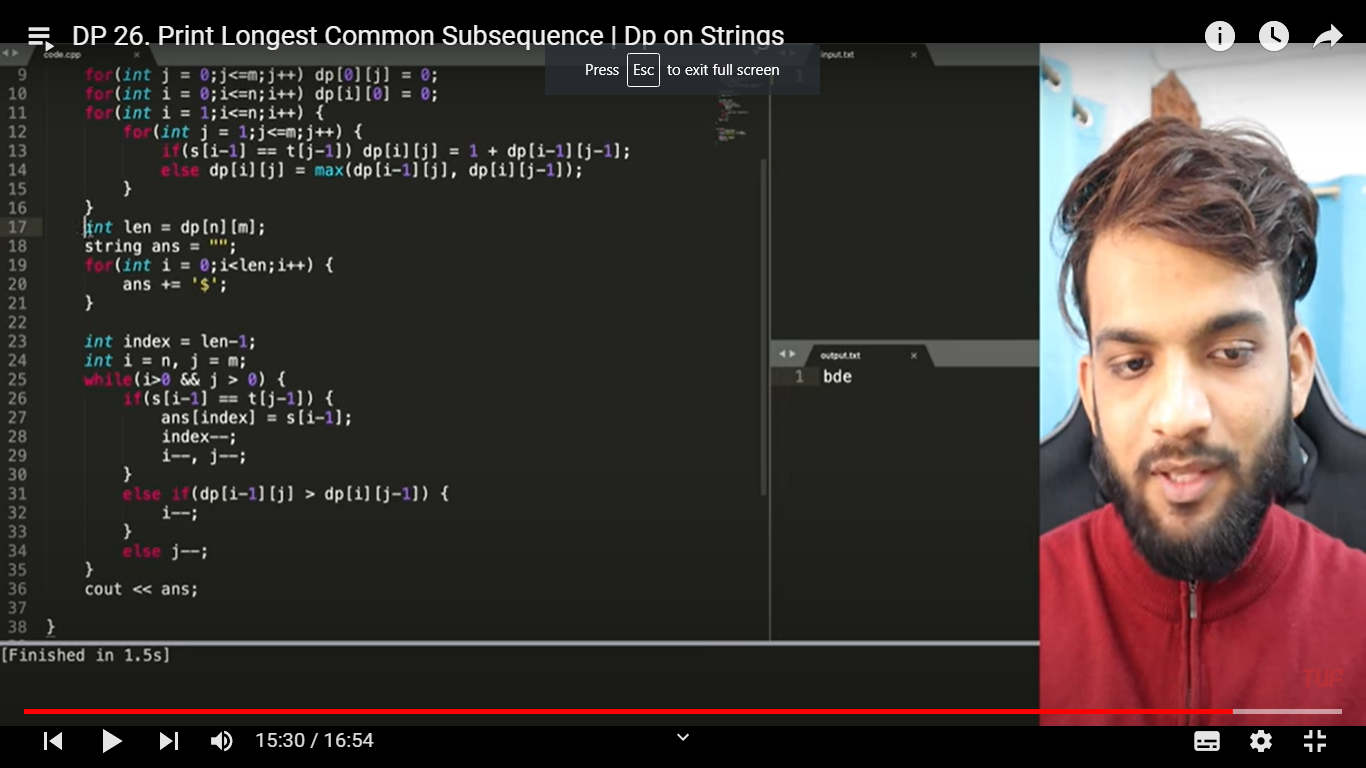 DP 26. Print Longest Common Subsequence | Dp on Strings
Press Esc to exit full screen
code.cpp
input.txt
1
9 for(int j = 0;j<=m;j++) dp[0][j] = 0;
10 for(int i = 0;i<=n;i++) dp[i][0] = 0;
11 for(int i = 1;i<=n;i++) {
12 for(int j = 1;j<=m;j++) {
13 if(s[i-1] == t[j-1]) dp[i][j] = 1 + dp[i-1][j-1];
14 else dp[i][j] = max(dp[i-1][j], dp[i][j-1]);
15 }
16 }
17 int len = dp[n][m];
18 string ans = "";
19 for(int i = 0;i<len;i++) {
20 ans += '$';
21 }
22
23 int index = len-1;
24 int i = n, j = m;
25 while(i>0 && j > 0) {
26 if(s[i-1] == t[j-1]) {
27 ans[index] = s[i-1];
28 index--;
29 i--, j--;
30 }
31 else if(dp[i-1][j] > dp[i][j-1]) {
32 i--;
33 }
34 else j--;
35 }
36 cout << ans;
37
38 }
output.txt
1 bde
[Finished in 1.5s]
TUF
15:30 / 16:54